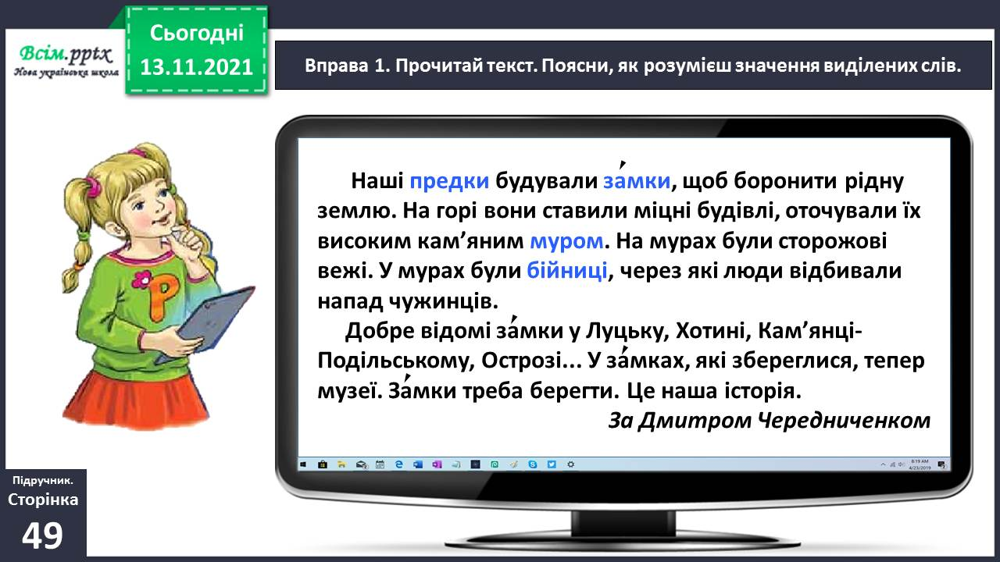 Всім.pptx
Нова українська школа
Сьогодні
13.11.2021
Вправа 1. Прочитай текст. Поясни, як розумієш значення виділених слів.
Наші предки будували за́мки, щоб боронити рідну
землю. На горі вони ставили міцні будівлі, оточували їх
високим кам’яним муром. На мурах були сторожові
вежі. У мурах були бійниці, через які люди відбивали
напад чужинців.
Добре відомі за́мки у Луцьку, Хотині, Кам’янці-
Подільському, Острозі... У за́мках, які збереглися, тепер
музеї. За́мки треба берегти. Це наша історія.
За Дмитром Чередниченком
Р
8:19 AM
4/23/2019
Підручник.
Сторінка
49